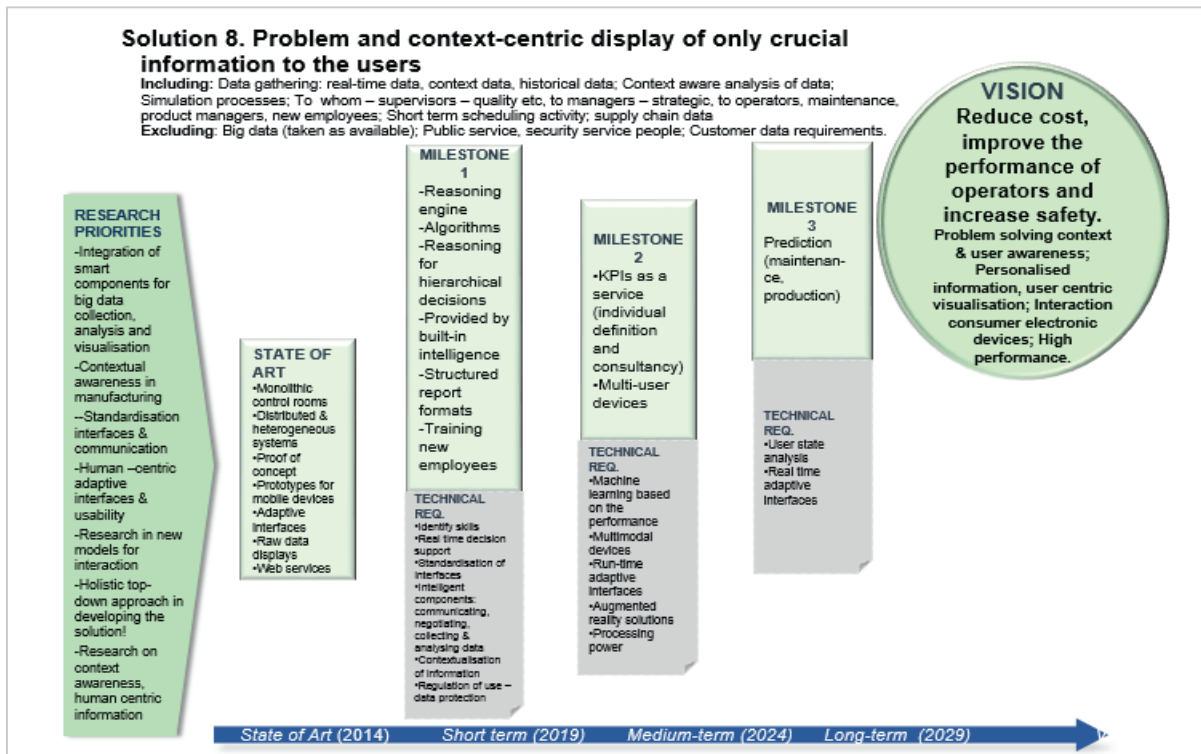 Solution 8. Problem and context-centric display of only crucial
information to the users
Including: Data gathering: real-time data, context data, historical data; Context aware analysis of data;
Simulation processes; To whom – supervisors – quality etc, to managers – strategic, to operators, maintenance,
product managers, new employees; Short term scheduling activity; supply chain data
Excluding: Big data (taken as available); Public service, security service people; Customer data requirements.
RESEARCH
PRIORITIES
-Integration of
smart
components for
big data
collection,
analysis and
visualisation
-Contextual
awareness in
manufacturing
--Standardisation
interfaces &
communication
-Human –centric
adaptive
interfaces &
usability
-Research in new
models for
interaction
-Holistic top-
down approach in
developing the
solution!
-Research on
context
awareness,
human centric
information
STATE OF
ART
•Monolithic
control rooms
•Distributed &
heterogeneous
systems
•Proof of
concept
•Prototypes for
mobile devices
•Adaptive
interfaces
•Raw data
displays
•Web services
MILESTONE
1
-Reasoning
engine
-Algorithms
-Reasoning
for
hierarchical
decisions
-Provided by
built-in
intelligence
-Structured
report
formats
-Training
new
employees
TECHNICAL
REQ.
•Identify skills
•Real time decision
support
•Standardisation of
interfaces
•Intelligent
components:
communicating,
negotiating,
collecting &
analysing data
•Contextualisation
of information
•Regulation of use –
data protection
MILESTONE
2
•KPIs as a
service
(individual
definition
and
consultancy)
•Multi-user
devices
TECHNICAL
REQ.
•Machine
learning based
on the
performance
•Multimodal
devices
•Run-time
adaptive
interfaces
•Augmented
reality solutions
•Processing
power
MILESTONE
3
Prediction
(maintenan-
ce,
production)
TECHNICAL
REQ.
•User state
analysis
•Real time
adaptive
interfaces
VISION
Reduce cost,
improve the
performance of
operators and
increase safety.
Problem solving context
& user awareness;
Personalised
information, user centric
visualisation; Interaction
consumer electronic
devices; High
performance.
State of Art (2014) Short term (2019) Medium-term (2024) Long-term (2029)